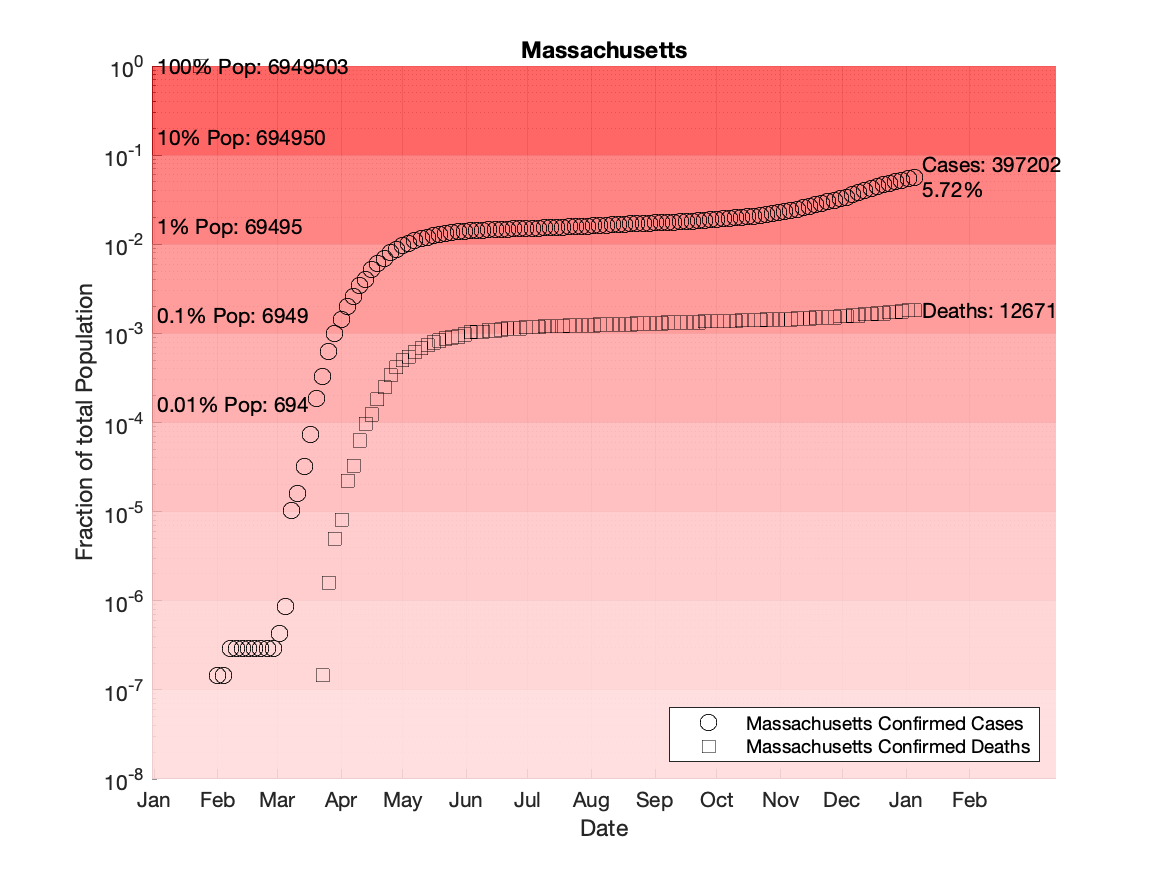 Massachusetts
10^0
100% Pop: 6949503
10% Pop: 694950
10^-1
Cases: 397202
5.72%
1% Pop: 69495
10^-2
0.1% Pop: 6949
Deaths: 12671
10^-3
0.01% Pop: 694
10^-4
10^-5
10^-6
10^-7
10^-8
Fraction of total Population
Massachusetts Confirmed Cases
Massachusetts Confirmed Deaths
Jan Feb Mar Apr May Jun Jul Aug Sep Oct Nov Dec Jan Feb
Date